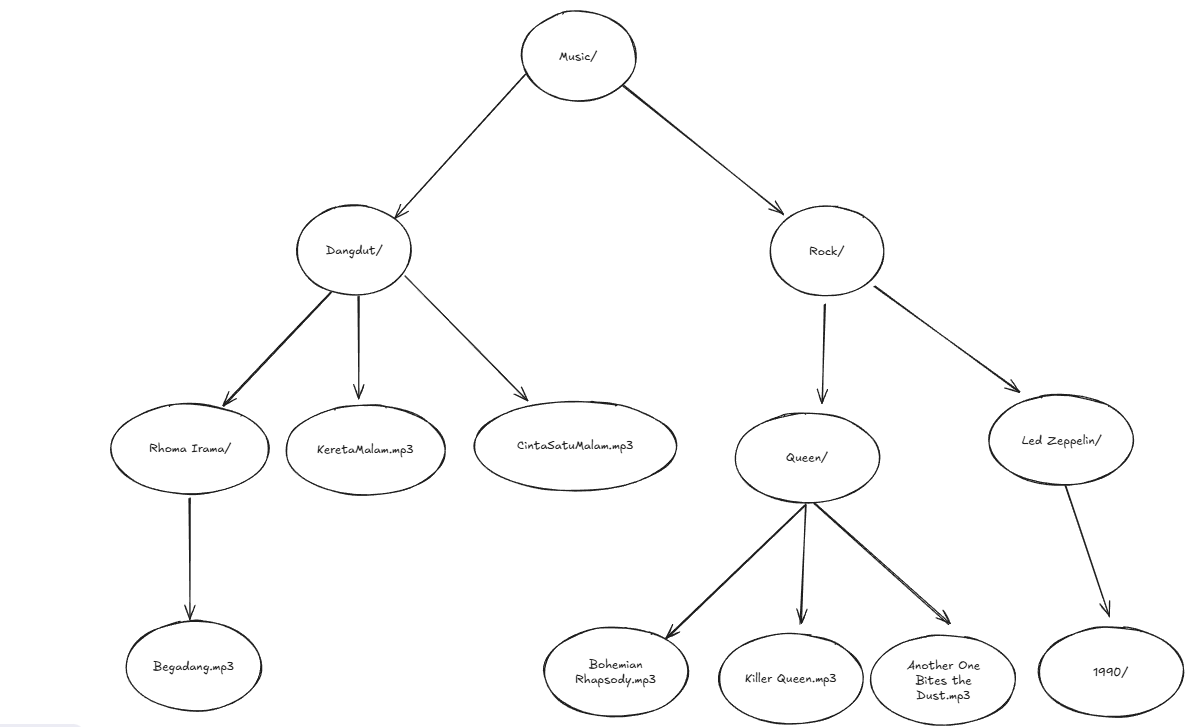 Music/
Dangdut/
Rock/
Rhoma Irama/
KeretaMalam.mp3
CintaSatuMalam.mp3
Queen/
Led Zeppelin/
Begadang.mp3
Bohemian
Rhapsody.mp3
Killer Queen.mp3
Another One
Bites the
Dust.mp3
1990/